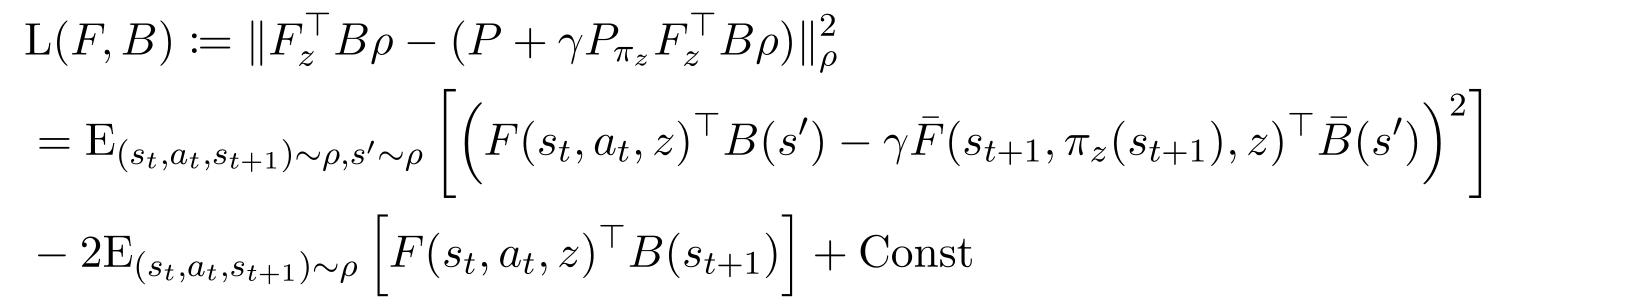 L(F, B) := ‖F_z^⊤ Bρ − (P + γP_{π_z} F_z^⊤ Bρ)‖_ρ^2
= E_{(s_t,a_t,s_{t+1})∼ρ,s′∼ρ} [(F(s_t, a_t, z)^⊤ B(s′) − γF̄(s_{t+1}, π_z(s_{t+1}), z)^⊤ B̄(s′))^2]
− 2E_{(s_t,a_t,s_{t+1})∼ρ} [F(s_t, a_t, z)^⊤ B(s_{t+1})] + Const